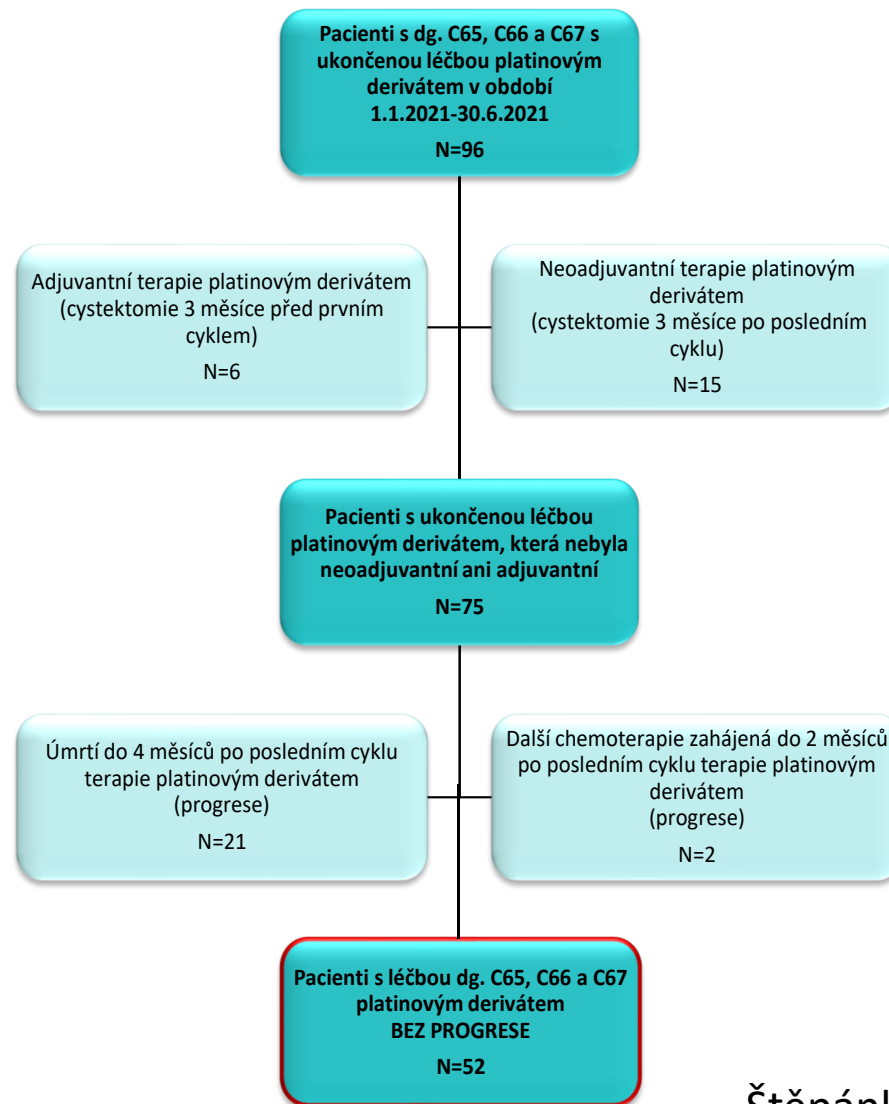 Pacienti s dg. C65, C66 a C67 s
ukončenou léčbou platinovým
derivátem v období
1.1.2021-30.6.2021
N=96
Adjuvantní terapie platinovým derivátem
(cystektomie 3 měsíce před prvním
cyklem)
N=6
Neoadjuvantní terapie platinovým
derivátem
(cystektomie 3 měsíce po posledním
cyklu)
N=15
Pacienti s ukončenou léčbou
platinovým derivátem, která nebyla
neoadjuvantní ani adjuvantní
N=75
Úmrtí do 4 měsíců po posledním cyklu
terapie platinovým derivátem
(progrese)
N=21
Další chemoterapie zahájená do 2 měsíců
po posledním cyklu terapie platinovým
derivátem
(progrese)
N=2
Pacienti s léčbou dg. C65, C66 a C67
platinovým derivátem
BEZ PROGRESE
N=52